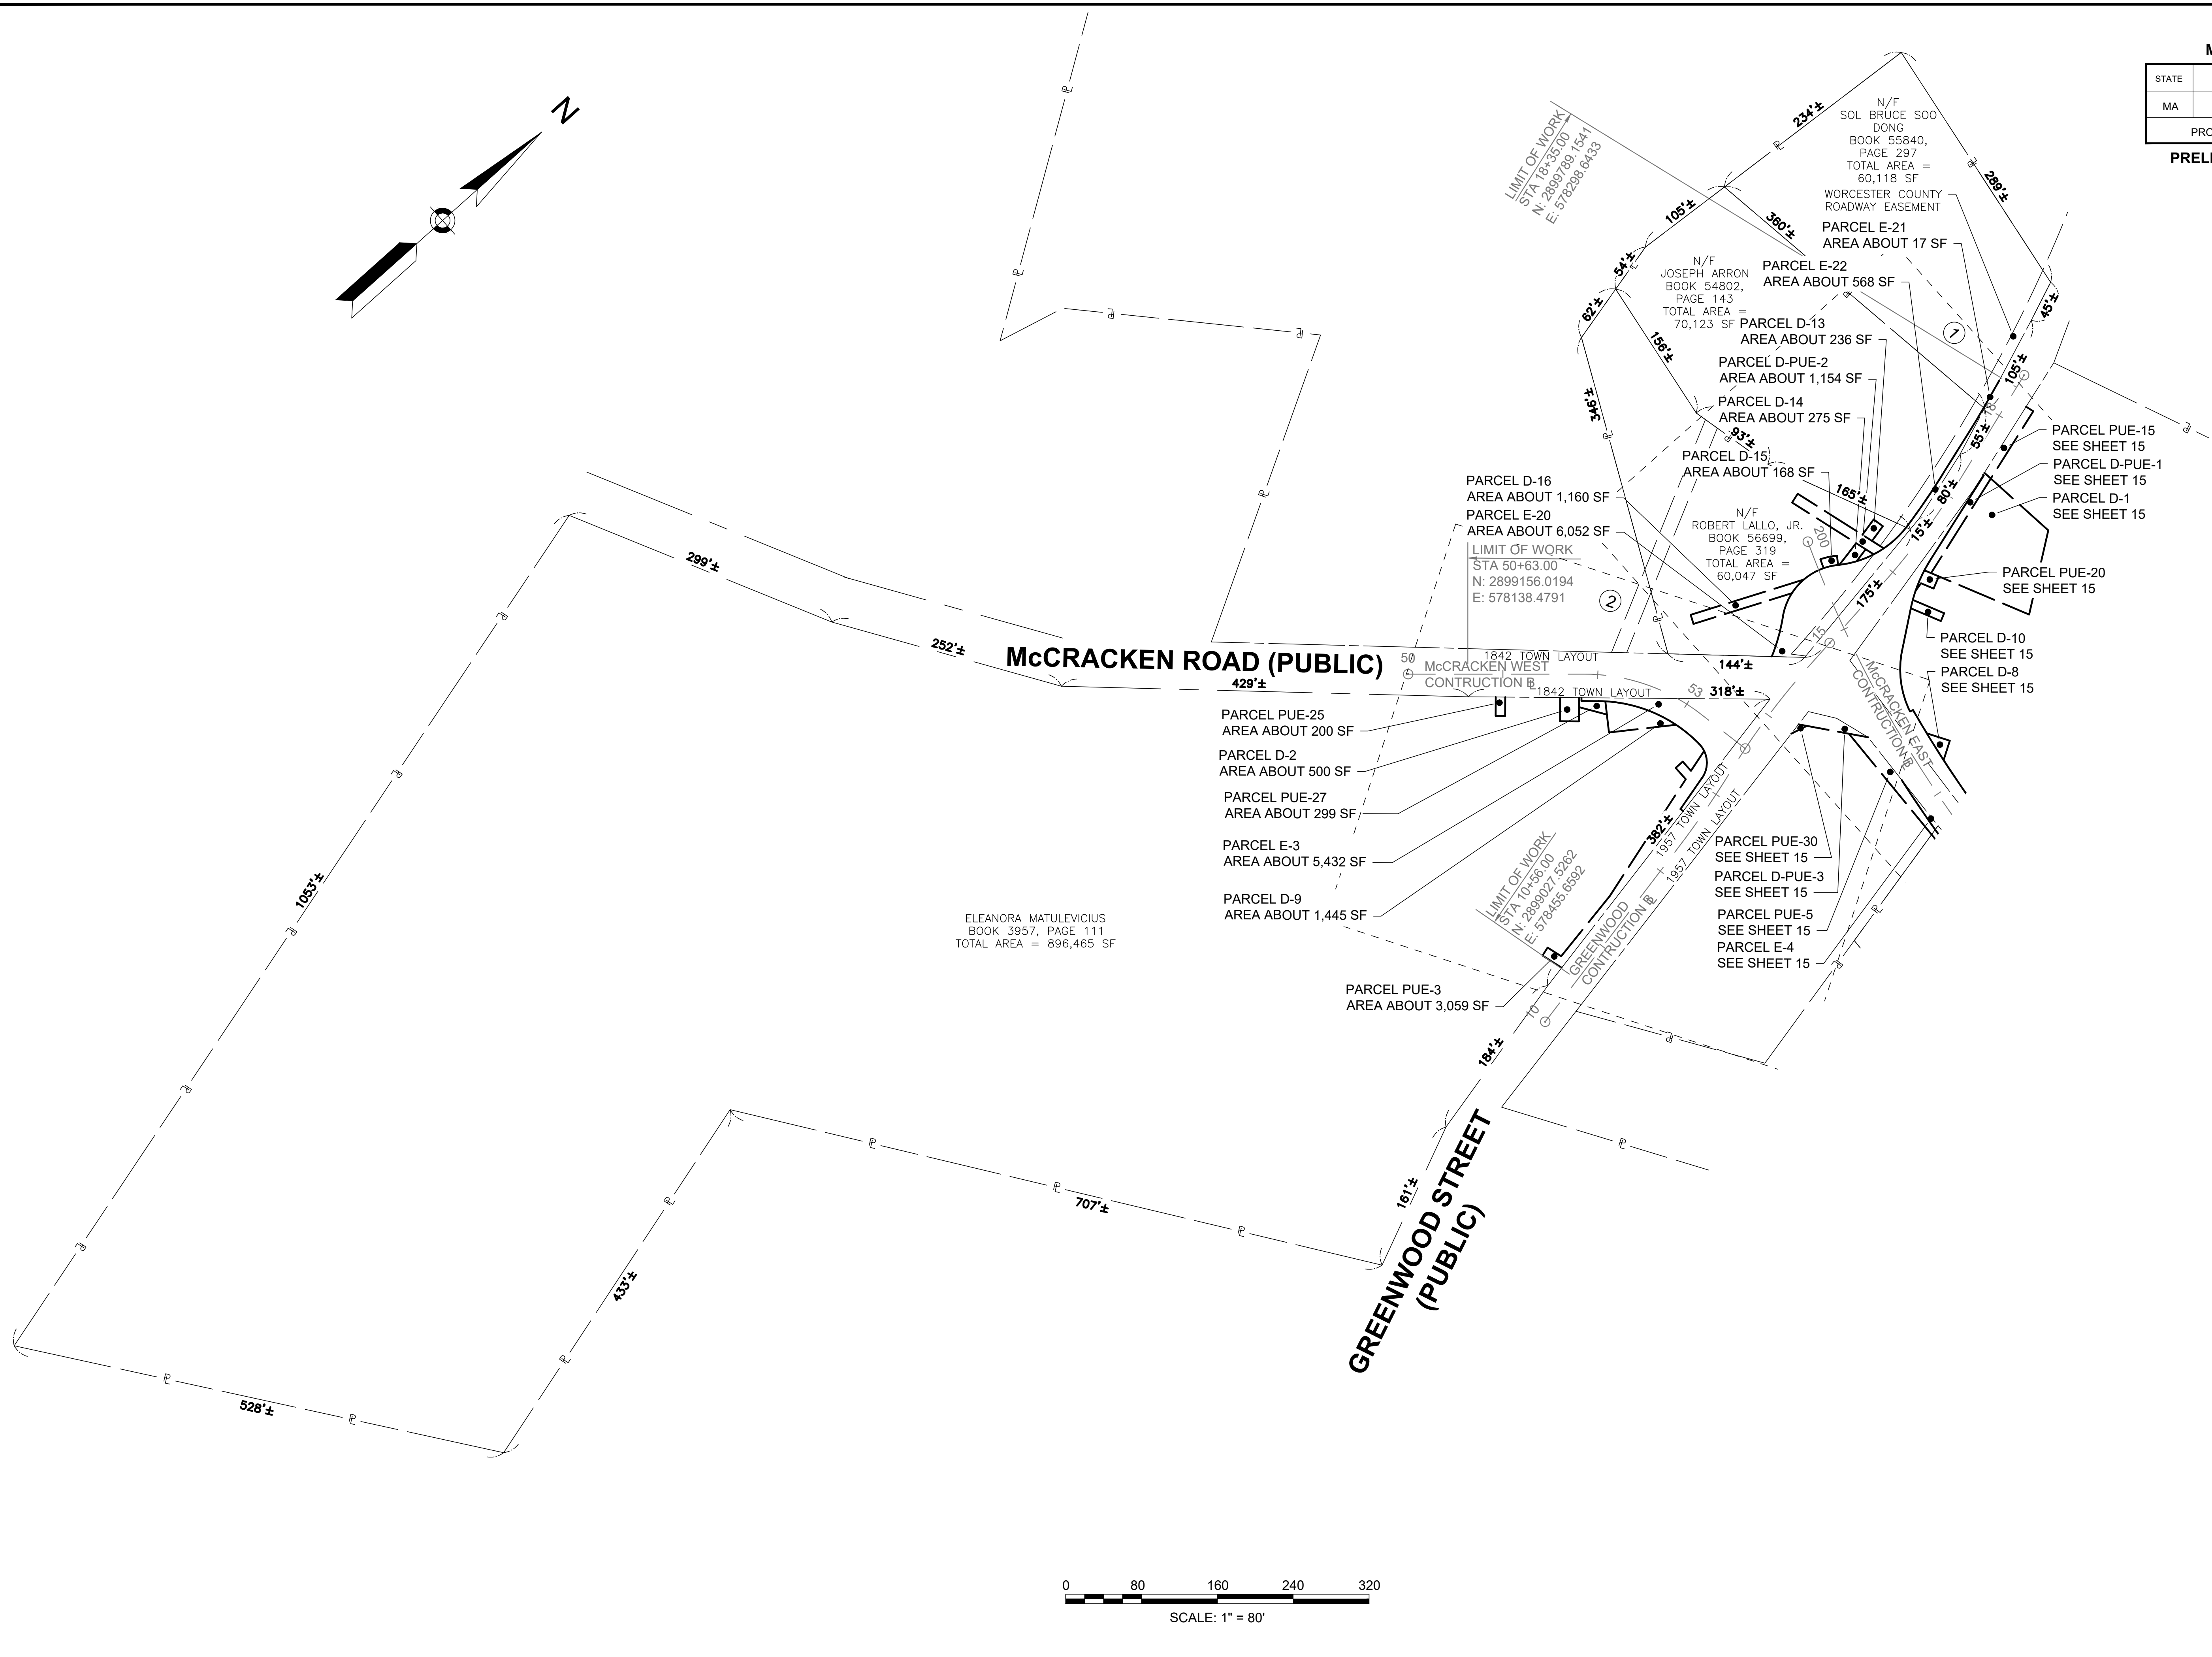 M
STATE
MA
PRO
PRELI
N
LIMIT OF WORK
STA 18+35.00
N: 2899789.1541
E: 578298.6433
234'±
N/F
SOL BRUCE SOO
DONG
BOOK 55840,
PAGE 297
TOTAL AREA =
60,118 SF
289'±
WORCESTER COUNTY
ROADWAY EASEMENT
105'±
360'±
PARCEL E-21
AREA ABOUT 17 SF
54'±
N/F
JOSEPH ARRON
BOOK 54802,
PAGE 143
TOTAL AREA =
70,123 SF
PARCEL E-22
AREA ABOUT 568 SF
62'±
45'±
PARCEL D-13
AREA ABOUT 236 SF
1
156'±
PARCEL D-PUE-2
AREA ABOUT 1,154 SF
105'±
346'±
PARCEL D-14
AREA ABOUT 275 SF
18
93'±
55'±
PARCEL PUE-15
SEE SHEET 15
PARCEL D-15
AREA ABOUT 168 SF
PARCEL D-PUE-1
SEE SHEET 15
PARCEL D-16
AREA ABOUT 1,160 SF
165'±
80'±
PARCEL D-1
SEE SHEET 15
PARCEL E-20
AREA ABOUT 6,052 SF
N/F
ROBERT LALLO, JR.
BOOK 56699,
PAGE 319
TOTAL AREA =
60,047 SF
200
15'±
LIMIT OF WORK
STA 50+63.00
N: 2899156.0194
E: 578138.4791
2
175'±
PARCEL PUE-20
SEE SHEET 15
299'±
15
PARCEL D-10
SEE SHEET 15
252'±
McCRACKEN ROAD (PUBLIC)
50
1842 TOWN LAYOUT
McCRACKEN WEST
CONTRUCTION B
144'±
PARCEL D-8
SEE SHEET 15
429'±
1842 TOWN LAYOUT
53
318'±
McCRACKEN EAST
CONTRUCTION B
PARCEL PUE-25
AREA ABOUT 200 SF
PARCEL D-2
AREA ABOUT 500 SF
PARCEL PUE-27
AREA ABOUT 299 SF
PARCEL E-3
AREA ABOUT 5,432 SF
PARCEL D-9
AREA ABOUT 1,445 SF
382'±
1957 TOWN LAYOUT
1957 TOWN LAYOUT
PARCEL PUE-30
SEE SHEET 15
PARCEL D-PUE-3
SEE SHEET 15
PARCEL PUE-5
SEE SHEET 15
PARCEL E-4
SEE SHEET 15
LIMIT OF WORK
STA 10+56.00
N: 2899027.5262
E: 578455.6592
GREENWOOD
CONTRUCTION B
1053'±
ELEANORA MATULEVICIUS
BOOK 3957, PAGE 111
TOTAL AREA = 896,465 SF
PARCEL PUE-3
AREA ABOUT 3,059 SF
10
184'±
161'±
GREENWOOD STREET
(PUBLIC)
707'±
433'±
528'±
0 80 160 240 320
SCALE: 1" = 80'